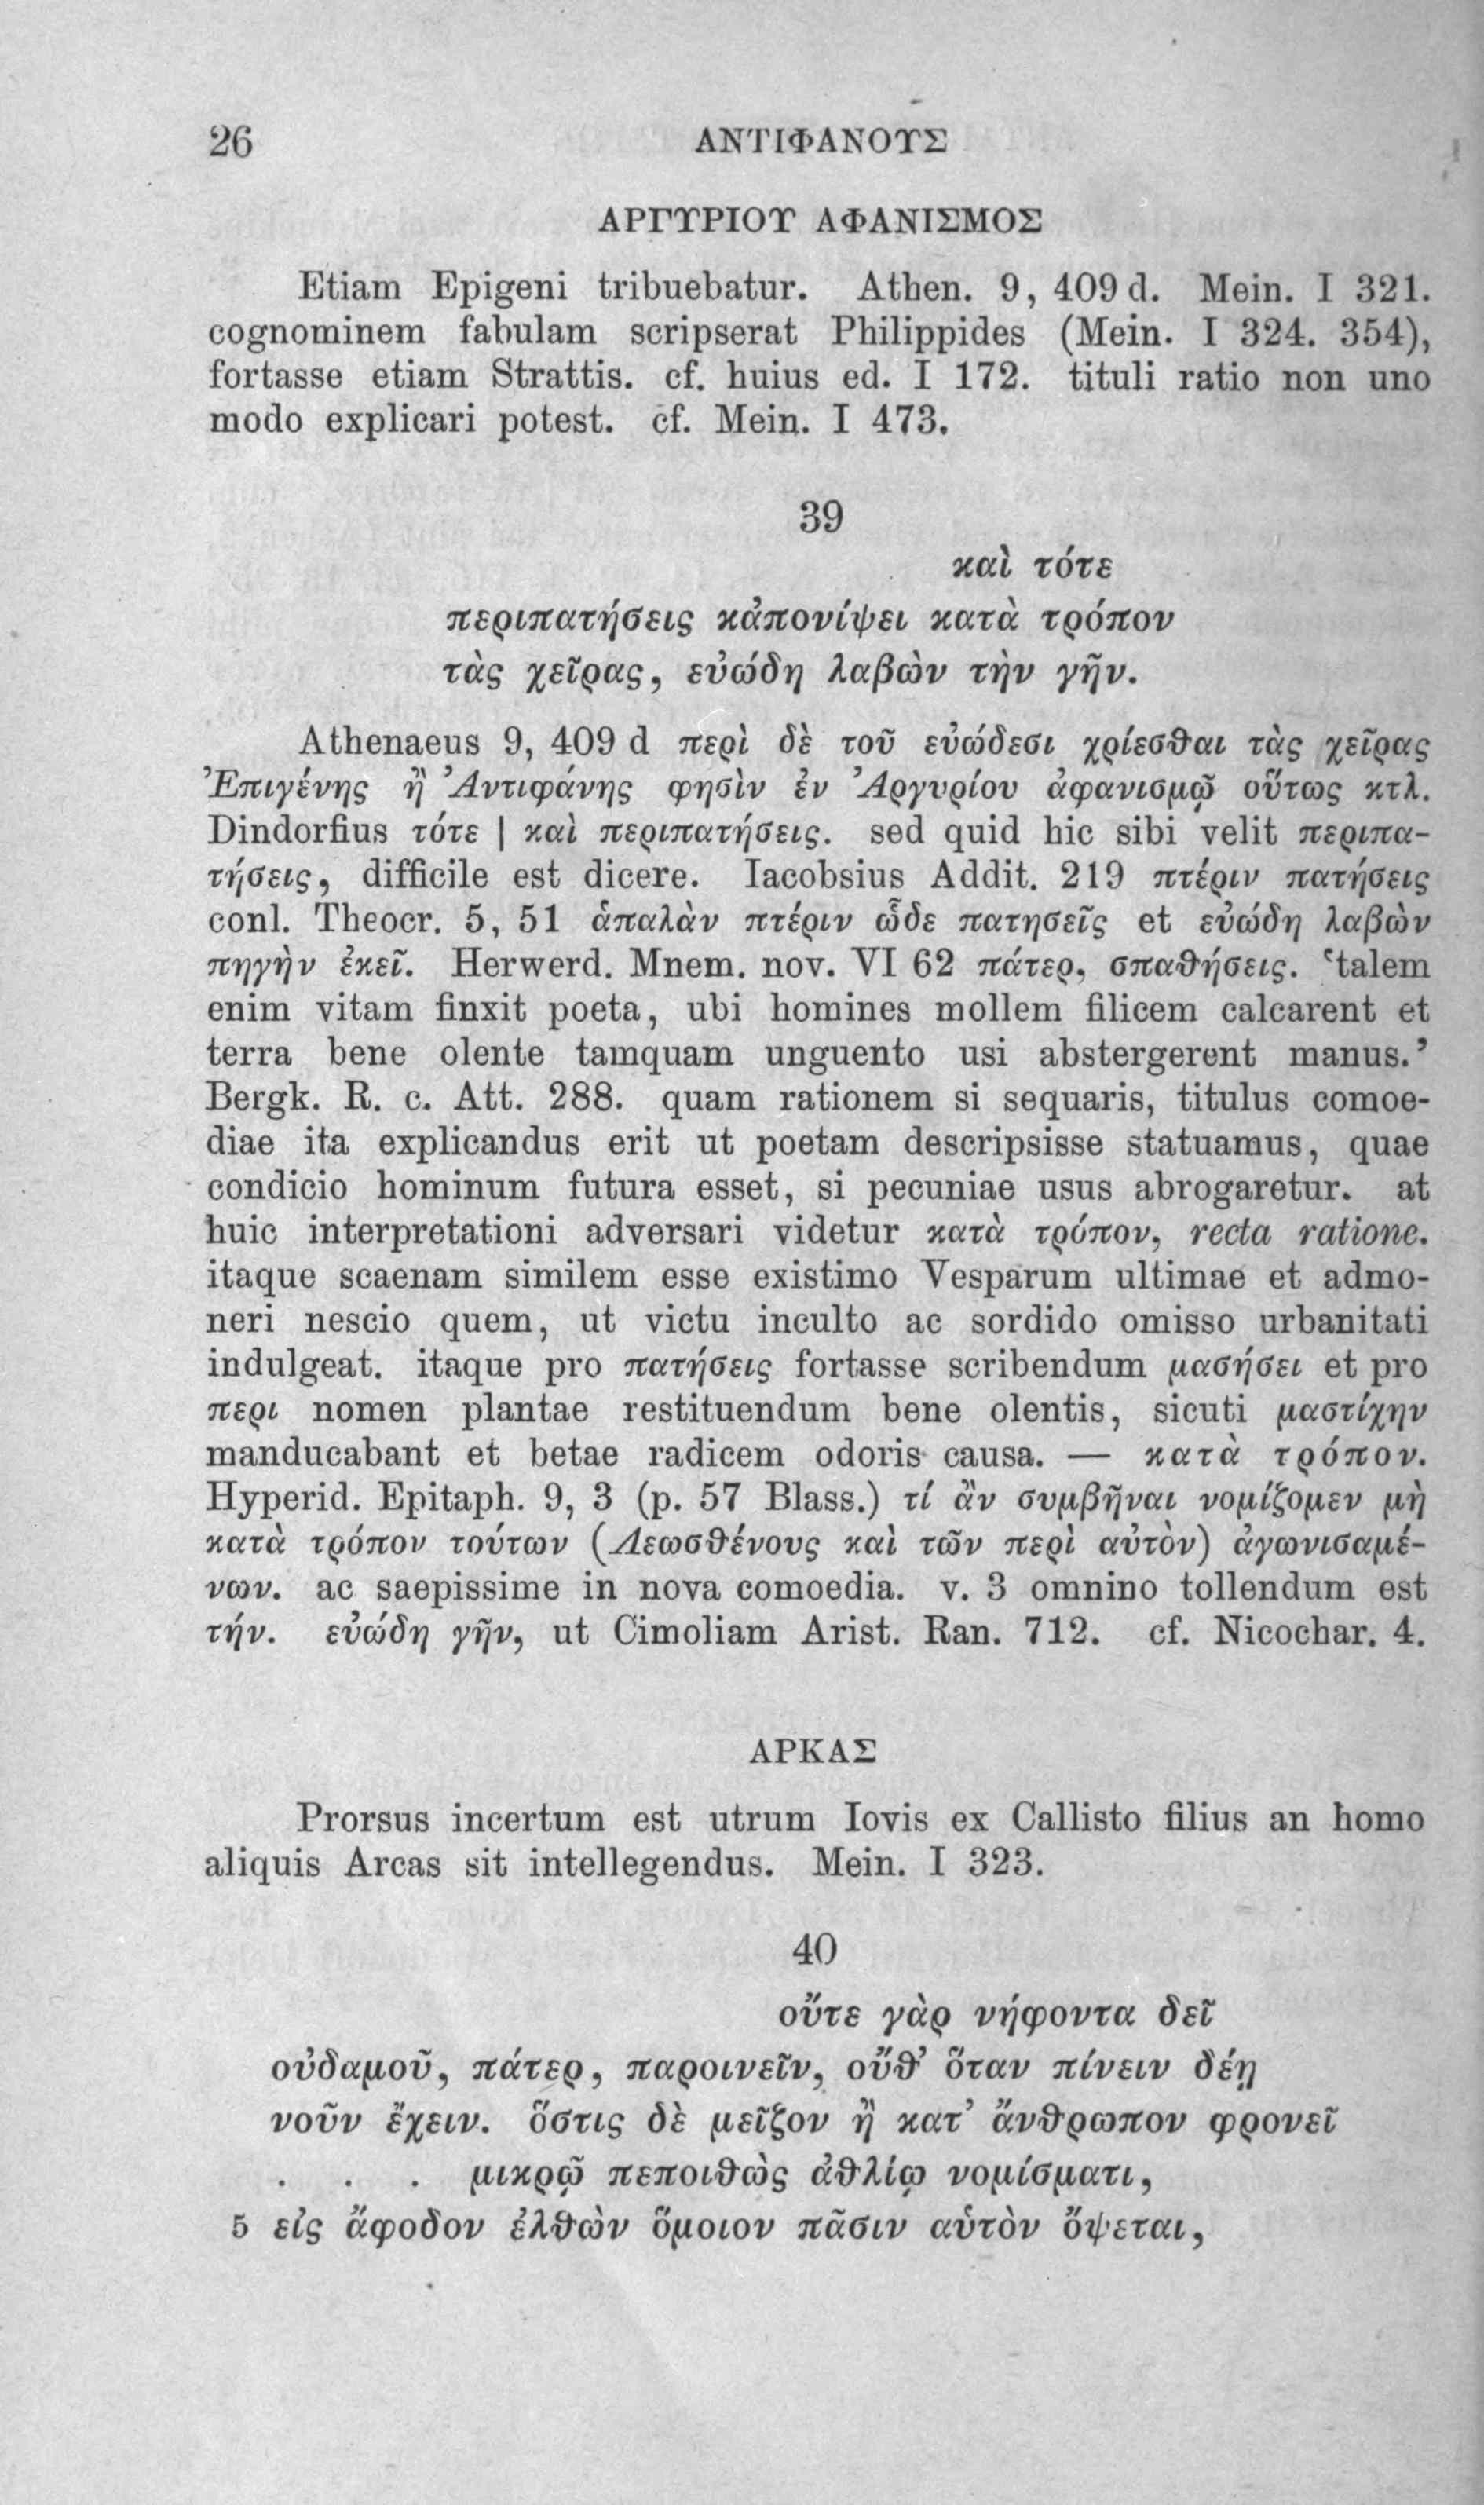 26 ΑΝΤΙΦΑΝΟΥΣ
ΑΡΓΥΡΙΟΥ ΑΦΑΝΙΣΜΟΣ
Etiam Epigeni tribuebatur. Athen. 9, 409 d. Mein. I 321.
cognominem fabulam scripserat Philippides (Mein. I 324. 354),
fortasse etiam Strattis. cf. huius ed. I 172. tituli ratio non uno
modo explicari potest. cf. Mein. I 473.
39
καὶ τότε
περιπατήσεις κἀπονίψει κατὰ τρόπον
τὰς χεῖρας, εὐώδη λαβὼν τὴν γῆν.
Athenaeus 9, 409 d περὶ δὲ τοῦ εὐώδεσι χρίεσθαι τὰς χεῖρας
Ἐπιγένης ἢ Ἀντιφάνης φησὶν ἐν Ἀργυρίου ἀφανισμῷ οὕτως κτλ.
Dindorfius τότε | καὶ περιπατήσεις. sed quid hic sibi velit περιπα-
τήσεις, difficile est dicere. Iacobsius Addit. 219 πτέριν πατήσεις
conl. Theocr. 5, 51 ἁπαλὰν πτέριν ὧδε πατησεῖς et εὐώδη λαβὼν
πηγὴν ἐκεῖ. Herwerd. Mnem. nov. VI 62 πάτερ, σπαθήσεις. ‘talem
enim vitam finxit poeta, ubi homines mollem filicem calcarent et
terra bene olente tamquam unguento usi abstergerent manus.’
Bergk. R. c. Att. 288. quam rationem si sequaris, titulus comoe-
diae ita explicandus erit ut poetam descripsisse statuamus, quae
condicio hominum futura esset, si pecuniae usus abrogaretur. at
huic interpretationi adversari videtur κατὰ τρόπον, recta ratione.
itaque scaenam similem esse existimo Vesparum ultimae et admo-
neri nescio quem, ut victu inculto ac sordido omisso urbanitati
indulgeat. itaque pro πατήσεις fortasse scribendum μασήσει et pro
περι nomen plantae restituendum bene olentis, sicuti μαστίχην
manducabant et betae radicem odoris causa. — κατὰ τρόπον.
Hyperid. Epitaph. 9, 3 (p. 57 Blass.) τί ἂν συμβῆναι νομίζομεν μὴ
κατὰ τρόπον τούτων (Λεωσθένους καὶ τῶν περὶ αὐτὸν) ἀγωνισαμέ-
νων. ac saepissime in nova comoedia. v. 3 omnino tollendum est
τήν. εὐώδη γῆν, ut Cimoliam Arist. Ran. 712. cf. Nicochar. 4.
ΑΡΚΑΣ
Prorsus incertum est utrum Iovis ex Callisto filius an homo
aliquis Arcas sit intellegendus. Mein. I 323.
40
οὔτε γὰρ νήφοντα δεῖ
οὐδαμοῦ, πάτερ, παροινεῖν, οὔθ’ ὅταν πίνειν δέῃ
νοῦν ἔχειν. ὅστις δὲ μεῖζον ἢ κατ’ ἄνθρωπον φρονεῖ
. . . μικρῷ πεποιθὼς ἀθλίῳ νομίσματι,
5 εἰς ἄφοδον ἐλθὼν ὅμοιον πᾶσιν αὑτὸν ὄψεται,